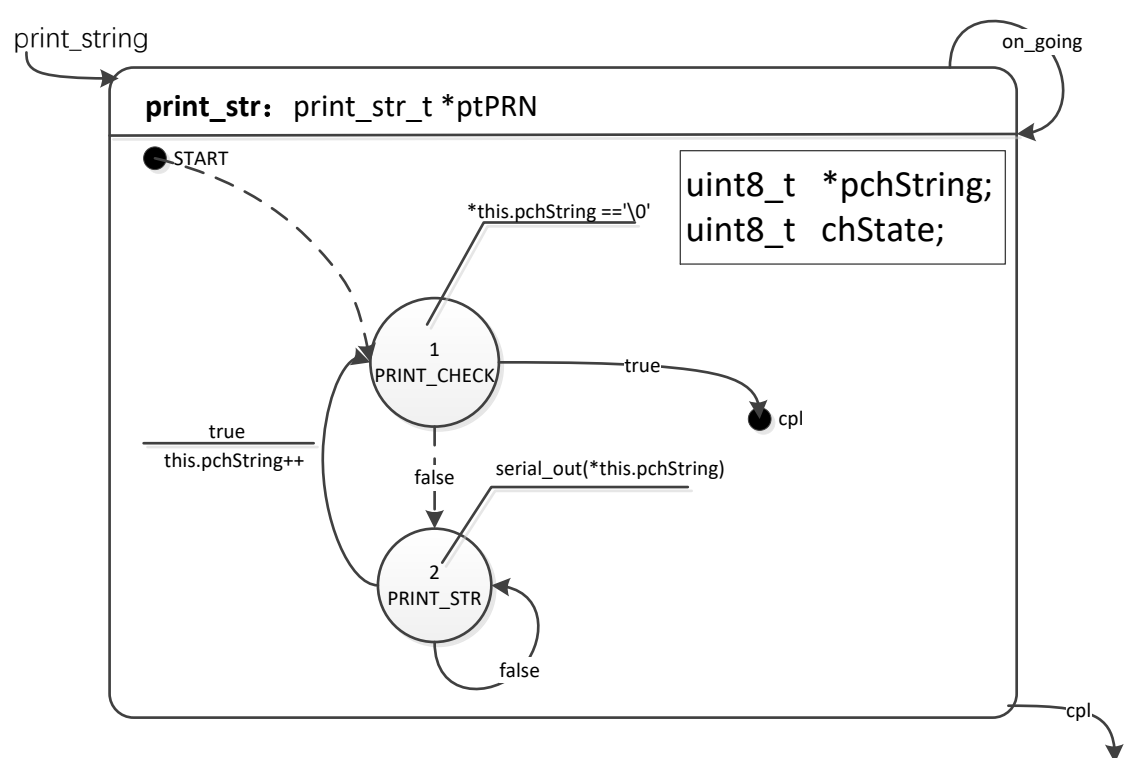 print_string
on_going
print_str：print_str_t *ptPRN
START
uint8_t *pchString;
uint8_t chState;
*this.pchString =='\0'
1
PRINT_CHECK
true
cpl
true
this.pchString++
false
serial_out(*this.pchString)
2
PRINT_STR
false
cpl